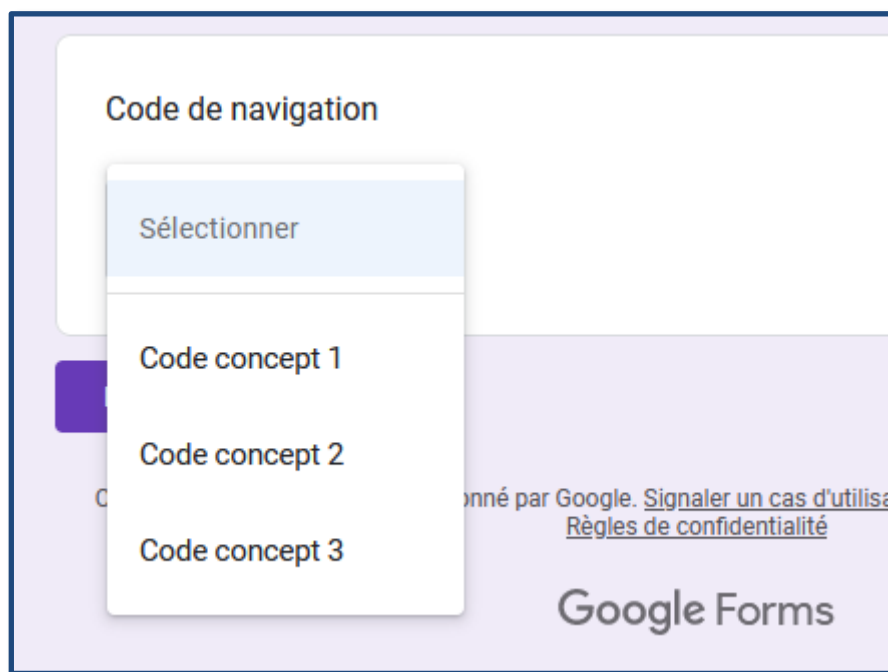 Code de navigation
Sélectionner
Code concept 1
Code concept 2
Code concept 3
onné par Google. Signaler un cas d'utilisa
Règles de confidentialité
Google Forms